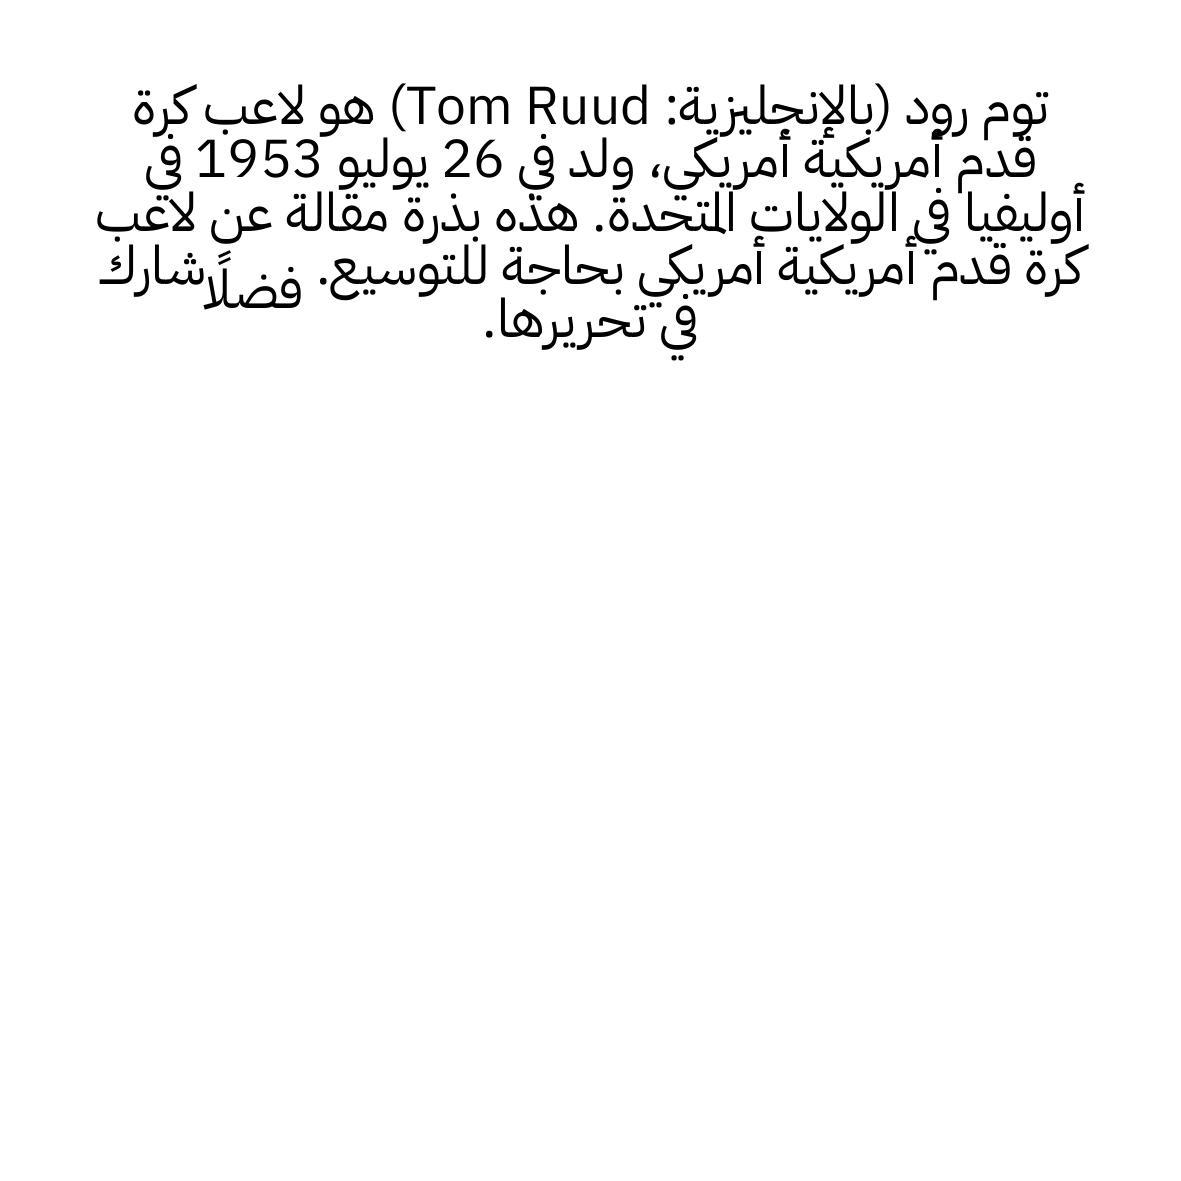 توم رود (بالإنجليزية: Tom Ruud) هو لاعب كرة
قدم أمريكية أمريكي، ولد في 26 يوليو 1953 في
أوليفيا في الولايات المتحدة. هذه بذرة مقالة عن لاعب
كرة قدم أمريكية أمريكي بحاجة للتوسيع. فضلًا شارك
في تحريرها.